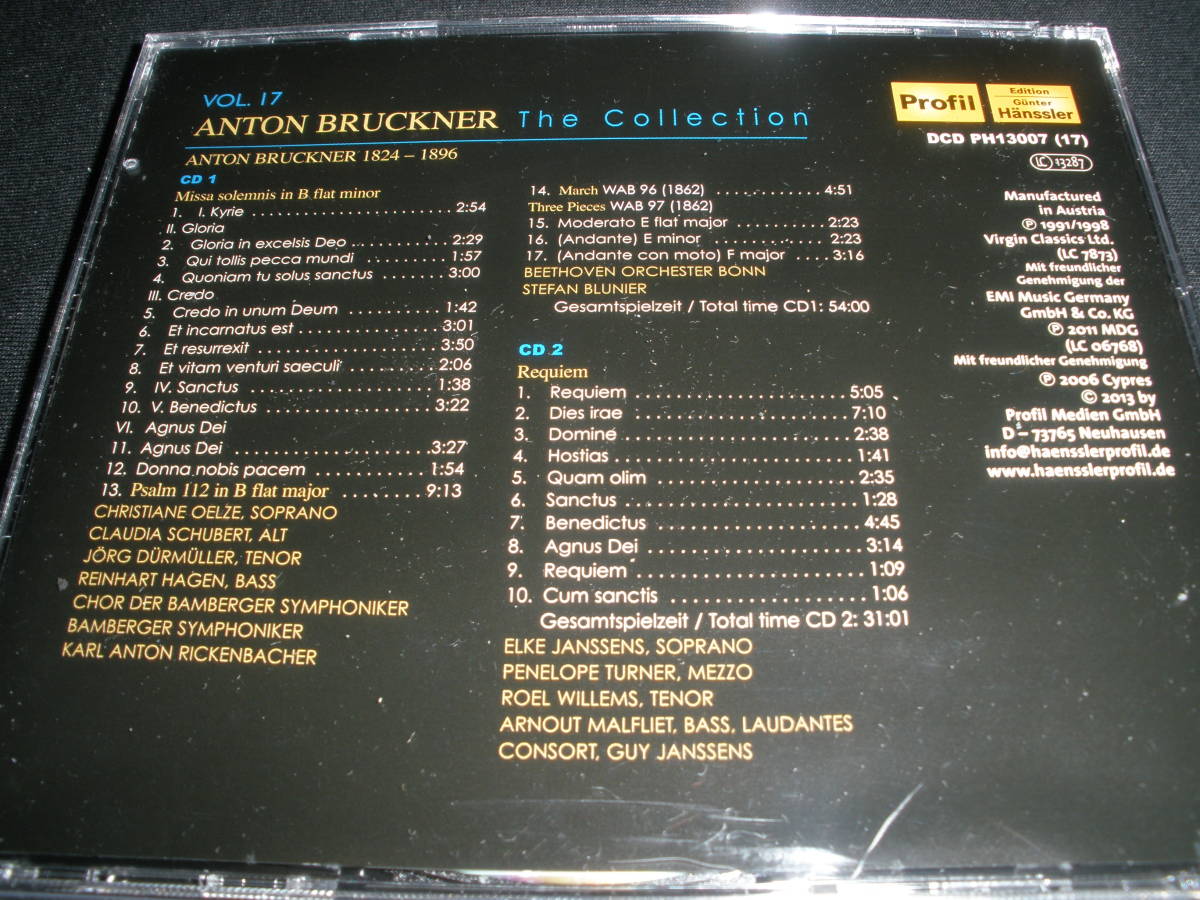 VOL. 17
ANTON BRUCKNER The Collection
ANTON BRUCKNER 1824 – 1896
CD 1
Missa solemnis in B flat minor
1. I. Kyrie ........................ 2:54
II. Gloria
2. Gloria in excelsis Deo ............ 2:29
3. Qui tollis pecca mundi ............ 1:57
4. Quoniam tu solus sanctus .......... 3:00
III. Credo
5. Credo in unum Deum ............ 1:42
6. Et incarnatus est .................. 3:01
7. Et resurrexit ........................ 3:50
8. Et vitam venturi saeculi ........... 2:06
9. IV. Sanctus ........................ 1:38
10. V. Benedictus ..................... 3:22
VI. Agnus Dei
11. Agnus Dei ........................ 3:27
12. Donna nobis pacem ............... 1:54
13. Psalm 112 in B flat major ........ 9:13
CHRISTIANE OELZE, SOPRANO
CLAUDIA SCHUBERT, ALT
JÖRG DÜRMÜLLER, TENOR
REINHART HAGEN, BASS
CHOR DER BAMBERGER SYMPHONIKER
BAMBERGER SYMPHONIKER
KARL ANTON RICKENBACHER
14. March WAB 96 (1862) ............ 4:51
Three Pieces WAB 97 (1862)
15. Moderato E flat major ............ 2:23
16. (Andante) E minor ............... 2:23
17. (Andante con moto) F major .... 3:16
BEETHOVEN ORCHESTER BONN
STEFAN BLUNIER
Gesamtspielzeit / Total time CD1: 54:00
CD 2
Requiem
1. Requiem ........................ 5:05
2. Dies irae ........................ 7:10
3. Domine ........................ 2:38
4. Hostias ........................ 1:41
5. Quam olim ..................... 2:35
6. Sanctus ........................ 1:28
7. Benedictus ..................... 4:45
8. Agnus Dei ..................... 3:14
9. Requiem ........................ 1:09
10. Cum sanctis ................... 1:06
Gesamtspielzeit / Total time CD 2: 31:01
ELKE JANSSENS, SOPRANO
PENELOPE TURNER, MEZZO
ROEL WILLEMS, TENOR
ARNOUT MALFLIET, BASS, LAUDANTES
CONSORT, GUY JANSSENS
Profil
Edition
Günter
Hänssler
DCD PH13007 (17)
LC 13287
Manufactured
in Austria
℗ 1991/1998
Virgin Classics Ltd.
(LC 7873)
Mit freundlicher
Genehmigung der
EMI Music Germany
GmbH & Co. KG
℗ 2011 MDG
(LC 06768)
Mit freundlicher Genehmigung
℗ 2006 Cypres
© 2013 by
Profil Medien GmbH
D – 73765 Neuhausen
info@haensslerprofil.de
www.haensslerprofil.de